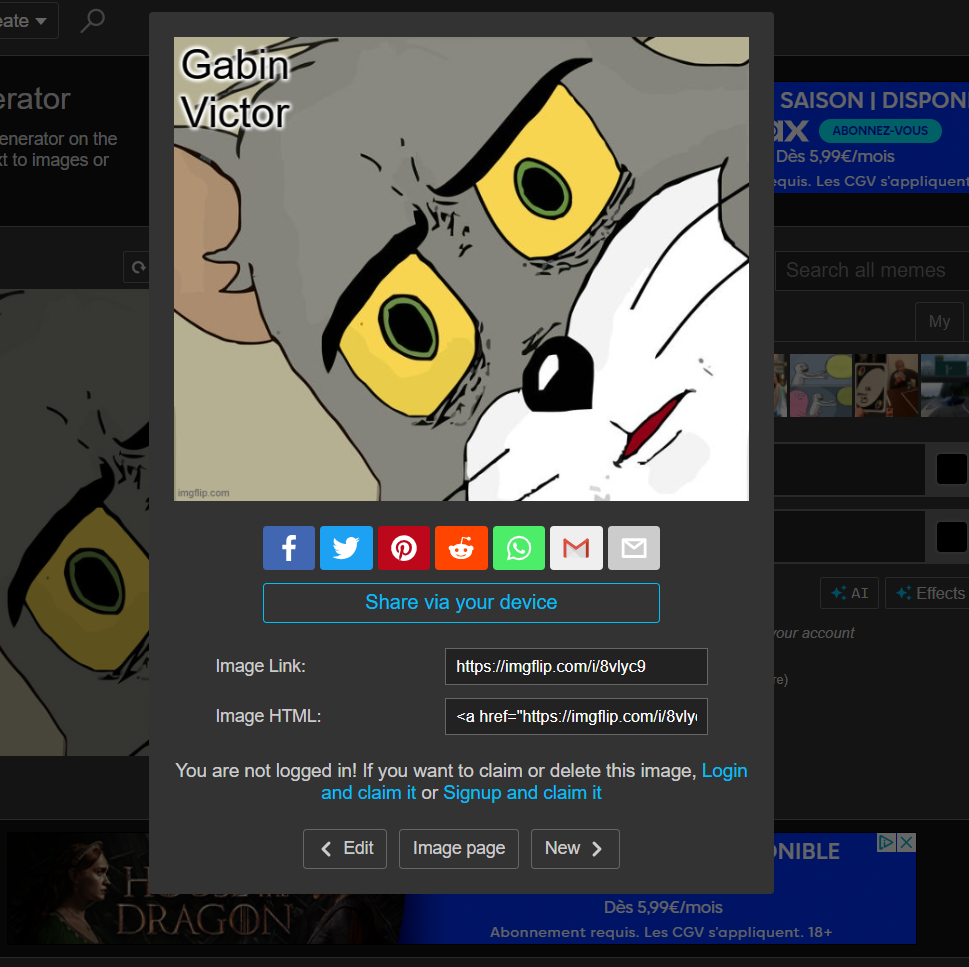 eate
erator
enerator on the
xt to images or
Gabin
Victor
imgflip.com
SAISON | DISPON
ax ABONNEZ-VOUS
Dès 5,99€/mois
equis. Les CGV s'appliquent
Search all memes
My
AI
Effects
your account
re)
Share via your device
Image Link:
https://imgflip.com/i/8vlyc9
Image HTML:
<a href="https://imgflip.com/i/8vly
You are not logged in! If you want to claim or delete this image, Login
and claim it or Signup and claim it
Edit
Image page
New
HOUSE
DRAGON
ONIBLE
Dès 5,99€/mois
Abonnement requis. Les CGV s'appliquent. 18+